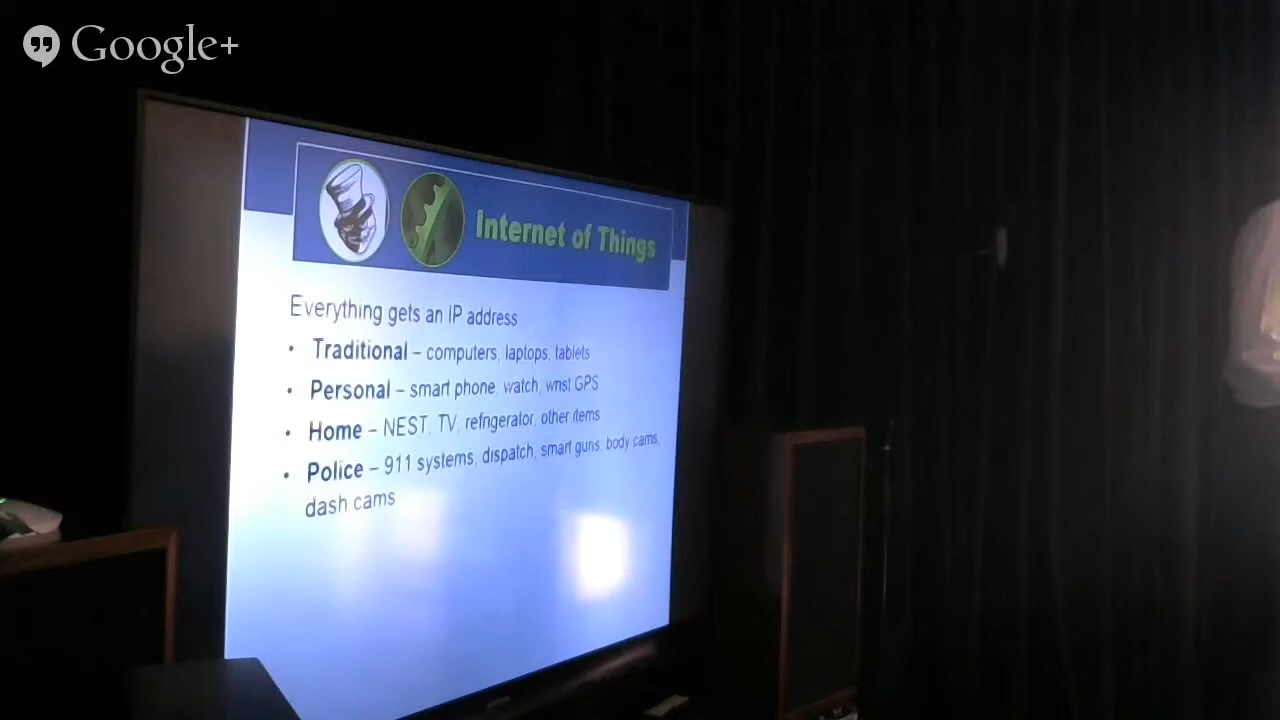 Google+
Internet of Things
Everything gets an IP address
• Traditional – computers, laptops, tablets
• Personal – smart phone, watch, wrist GPS
• Home – NEST, TV, refrigerator, other items
• Police – 911 systems, dispatch, smart guns, body cams,
dash cams